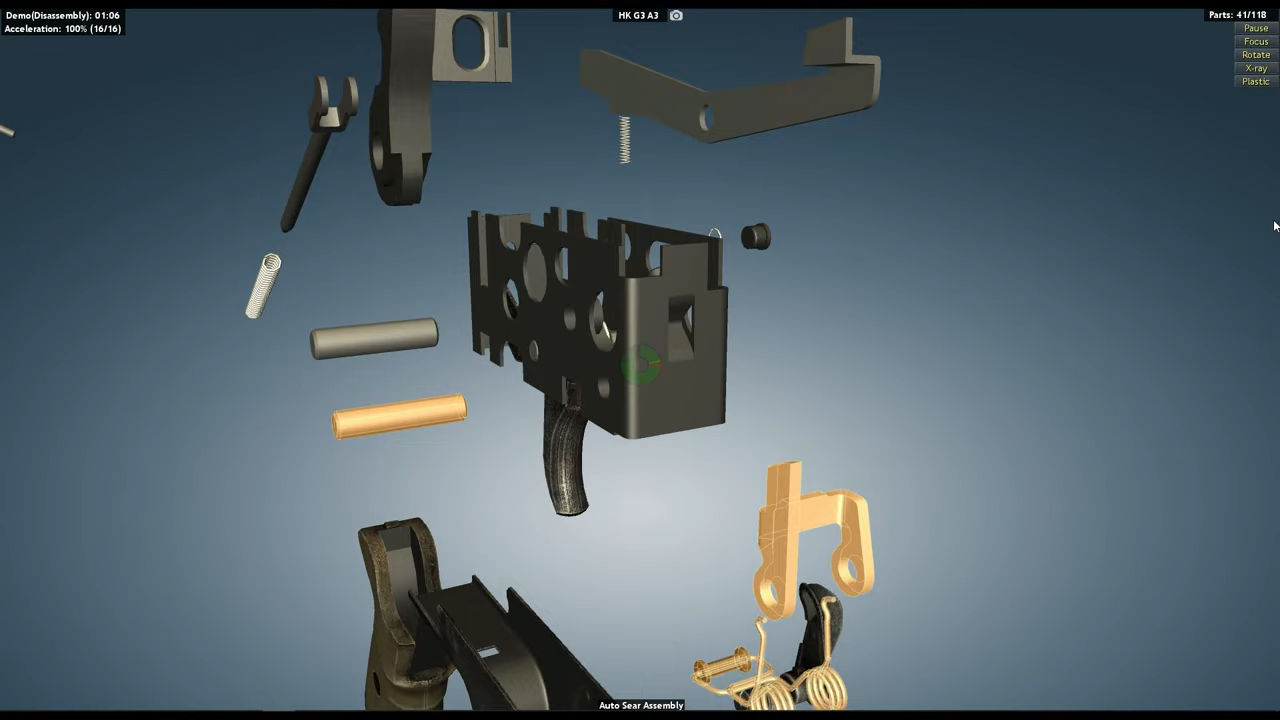 Demo(Disassembly): 01:06
Acceleration: 100% (16/16)
HK G3 A3
Parts: 41/118
Pause
Focus
Rotate
X-ray
Plastic
Auto Sear Assembly